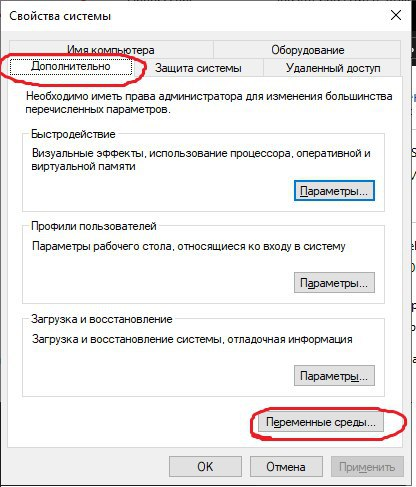 Свойства системы
Имя компьютера
Оборудование
Дополнительно
Защита системы
Удаленный доступ
Необходимо иметь права администратора для изменения большинства
перечисленных параметров.
Быстродействие
Визуальные эффекты, использование процессора, оперативной и
виртуальной памяти
Параметры...
Профили пользователей
Параметры рабочего стола, относящиеся ко входу в систему
Параметры...
Загрузка и восстановление
Загрузка и восстановление системы, отладочная информация
Параметры...
Переменные среды...
ОК
Отмена
Применить